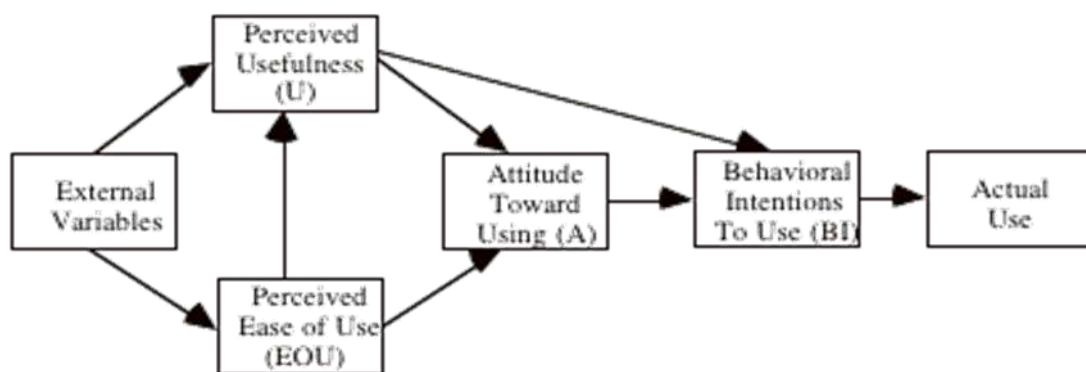 Perceived
Usefulness
(U)
External
Variables
Perceived
Ease of Use
(EOU)
Attitude
Toward
Using (A)
Behavioral
Intentions
To Use (BI)
Actual
Use